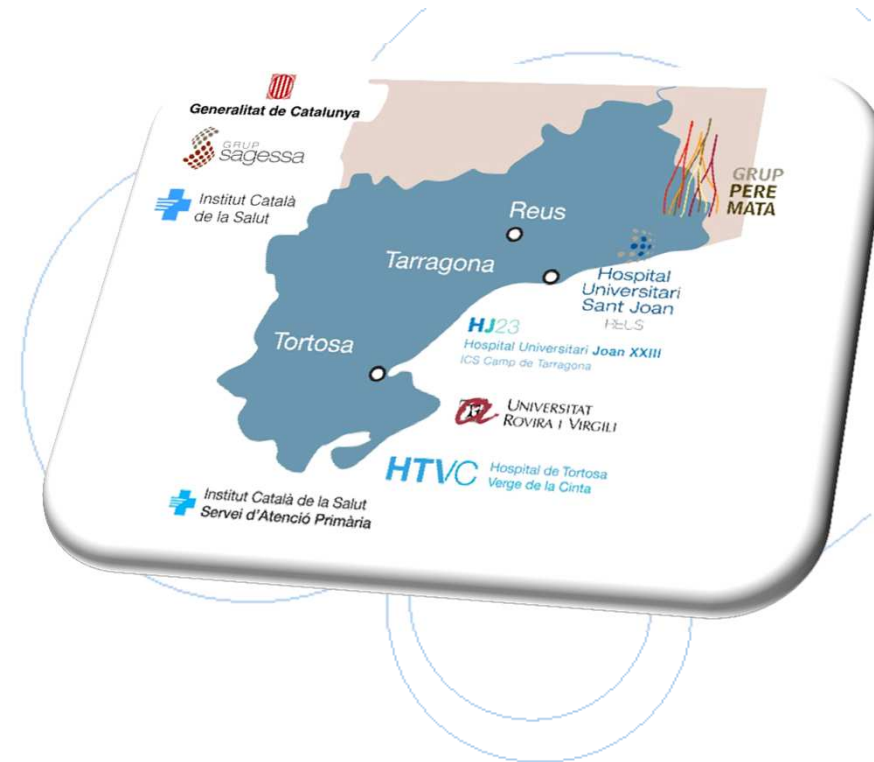 Generalitat de Catalunya
GRUP
sagessa
Institut Català
de la Salut
GRUP
PERE
MATA
Reus
Tarragona
Hospital
Universitari
Sant Joan
REUS
HJ23
Hospital Universitari Joan XXIII
ICS Camp de Tarragona
Tortosa
UNIVERSITAT
ROVIRA I VIRGILI
HTVC
Hospital de Tortosa
Verge de la Cinta
Institut Català de la Salut
Servei d'Atenció Primària